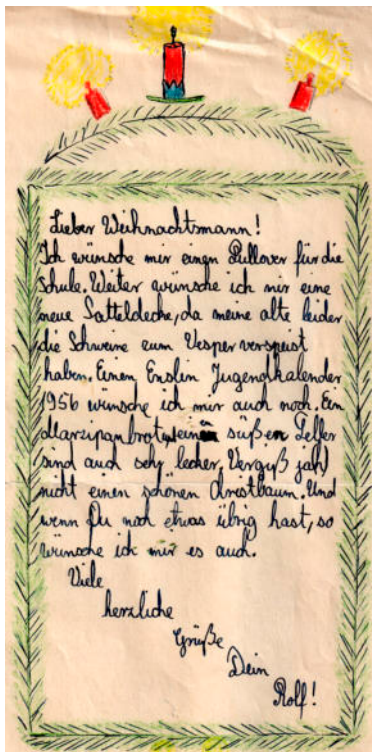 Lieber Weihnachtsmann!
Ich wünsche mir einen Pullover für die
Schule. Weiter wünsche ich mir eine
neue Satteldecke, da meine alte leider
die Schweine zum Vesper verspeist
haben. Einen Enslin Jugendkalender
1956 wünsche ich mir auch noch. Ein
Marzipanbrot, einen süßen Teller
sind auch sehr lecker. Vergiß ja
nicht einen schönen Christbaum. Und
wenn Du noch etwas übrig hast, so
wünsche ich mir es auch.
Viele
herzliche
Grüße
Dein
Rolf!